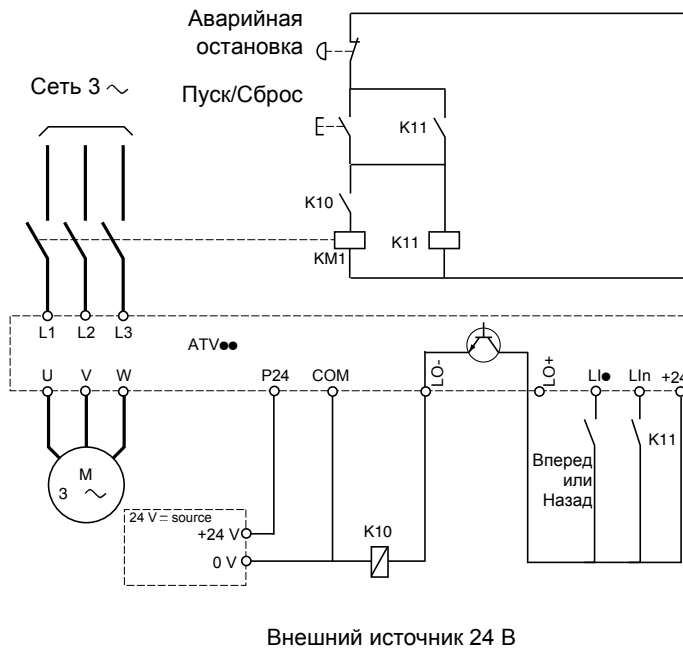 Аварийная
остановка
Сеть 3 ~
Пуск/Сброс
K11
K10
KM1
K11
L1 L2 L3
ATV●●
U V W P24 COM LO- LO+ LI● LIn +24
K11
Вперед
или
Назад
M
3 ~
24 V = source
+24 V
0 V
K10
Внешний источник 24 В